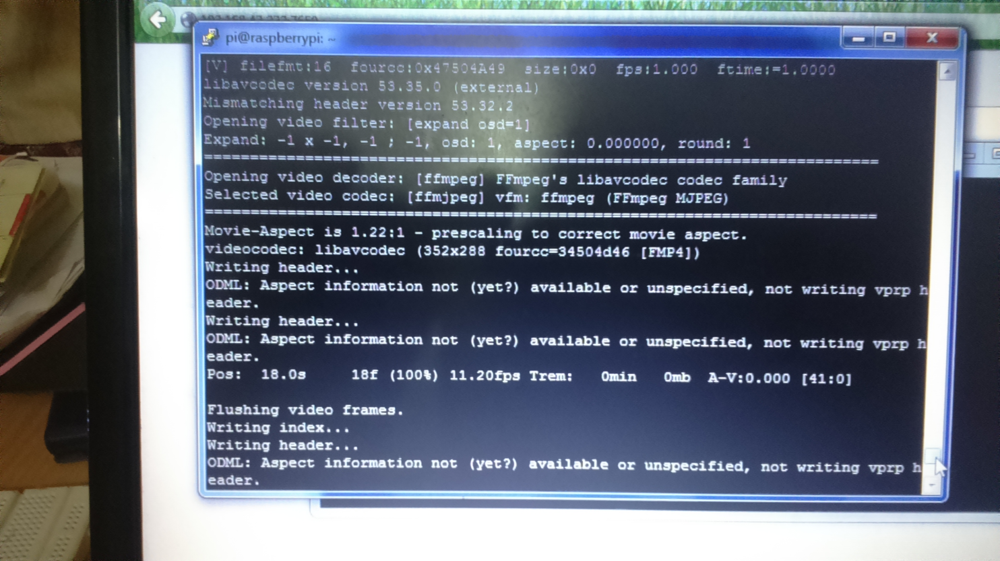 pi@raspberrypi: ~
[V] filefmt:16 fourcc:0x47504A49 size:0x0 fps:1.000 ftime:=1.0000
libavcodec version 53.35.0 (external)
Mismatching header version 53.32.2
Opening video filter: [expand osd=1]
Expand: -1 x -1, -1 ; -1, osd: 1, aspect: 0.000000, round: 1
==========================================================================
Opening video decoder: [ffmpeg] FFmpeg's libavcodec codec family
Selected video codec: [ffmjpeg] vfm: ffmpeg (FFmpeg MJPEG)
==========================================================================
Movie-Aspect is 1.22:1 - prescaling to correct movie aspect.
videocodec: libavcodec (352x288 fourcc=34504d46 [FMP4])
Writing header...
ODML: Aspect information not (yet?) available or unspecified, not writing vprp h
eader.
Writing header...
ODML: Aspect information not (yet?) available or unspecified, not writing vprp h
eader.
Pos: 18.0s 18f (100%) 11.20fps Trem: 0min 0mb A-V:0.000 [41:0]
Flushing video frames.
Writing index...
Writing header...
ODML: Aspect information not (yet?) available or unspecified, not writing vprp h
eader.